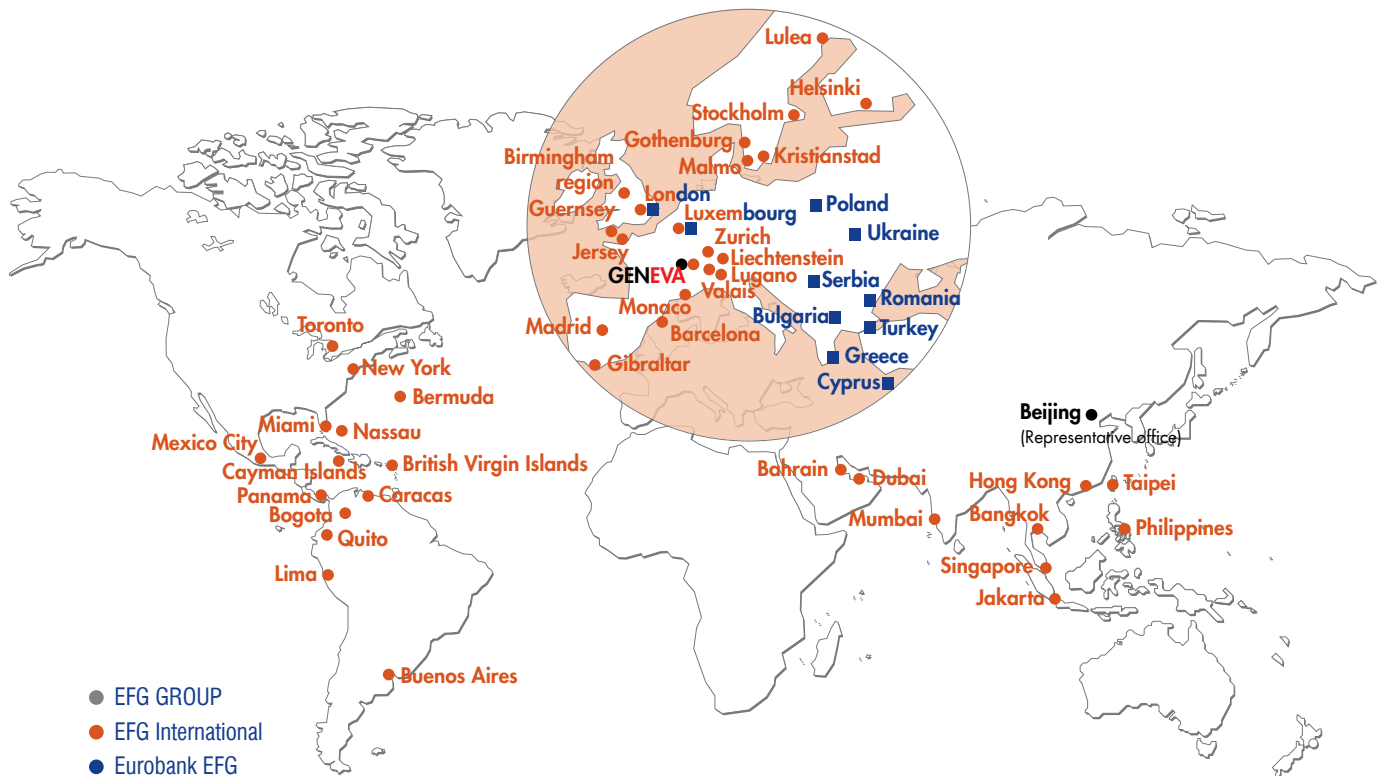 Lulea
Helsinki
Stockholm
Gothenburg
Malmo
Kristianstad
Birmingham
region
London
Guernsey
Luxembourg
Poland
Ukraine
Jersey
Zurich
Liechtenstein
GENEVA
Lugano
Valais
Serbia
Monaco
Romania
Madrid
Barcelona
Bulgaria
Turkey
Gibraltar
Greece
Cyprus
Toronto
New York
Bermuda
Miami
Nassau
Mexico City
Cayman Islands
British Virgin Islands
Panama
Caracas
Bogota
Quito
Lima
Buenos Aires
Beijing
(Representative office)
Bahrain
Dubai
Mumbai
Hong Kong
Taipei
Bangkok
Philippines
Singapore
Jakarta
EFG GROUP
EFG International
Eurobank EFG